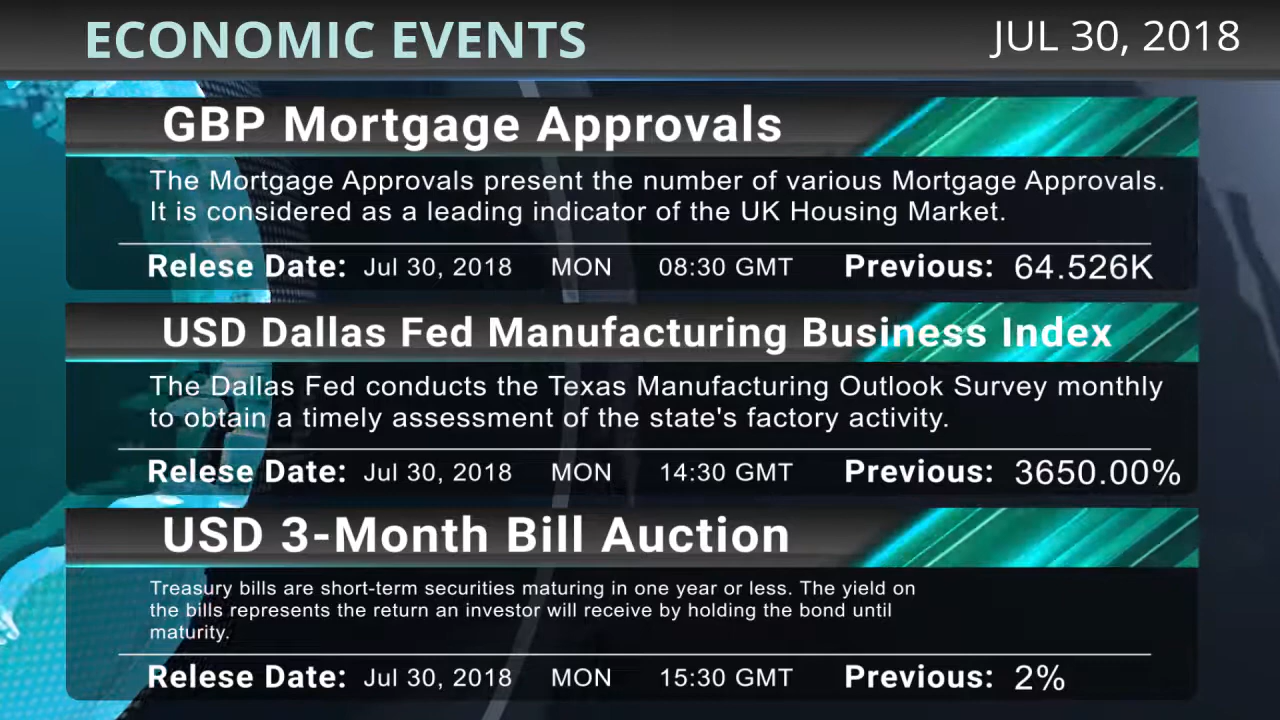 ECONOMIC EVENTS
JUL 30, 2018
GBP Mortgage Approvals
The Mortgage Approvals present the number of various Mortgage Approvals.
It is considered as a leading indicator of the UK Housing Market.
Relese Date: Jul 30, 2018 MON 08:30 GMT Previous: 64.526K
USD Dallas Fed Manufacturing Business Index
The Dallas Fed conducts the Texas Manufacturing Outlook Survey monthly
to obtain a timely assessment of the state's factory activity.
Relese Date: Jul 30, 2018 MON 14:30 GMT Previous: 3650.00%
USD 3-Month Bill Auction
Treasury bills are short-term securities maturing in one year or less. The yield on
the bills represents the return an investor will receive by holding the bond until
maturity.
Relese Date: Jul 30, 2018 MON 15:30 GMT Previous: 2%